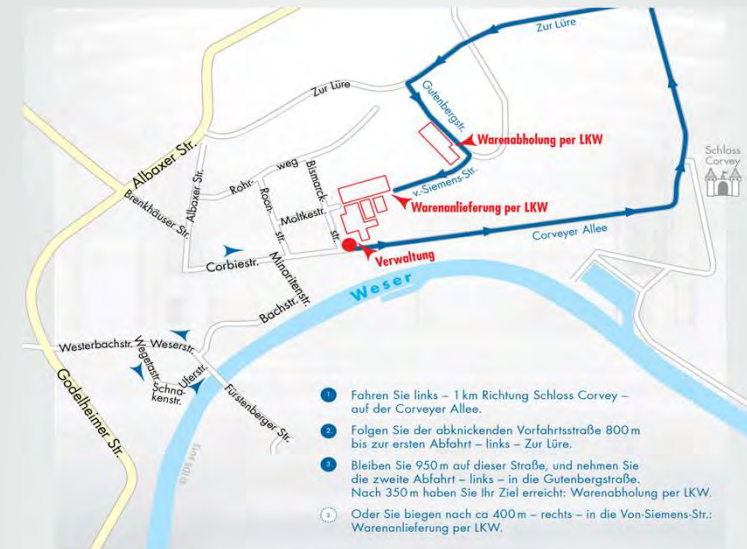 Zur Lüre
Zur Lüre
Gutenbergstr.
Warenabholung per LKW
Schloss
Corvey
Albaxer Str.
Rohr-
weg
Bismarck-
str.
v.-Siemens-Str.
Brenkhäuser Str.
Albaxer Str.
Roon-
str.
Moltkestr.
Warenanlieferung per LKW
Corveyer Allee
Verwaltung
Corbiestr.
Minoritenstr.
Weser
Bachstr.
Westerbachstr.
Weserstr.
Wegetastr.
Uferstr.
Schna-
kenstr.
Godelheimer Str.
Fürstenberger Str.
1 Fahren Sie links – 1 km Richtung Schloss Corvey –
auf der Corveyer Allee.
2. Folgen Sie der abknickenden Vorfahrtsstraße 800 m
bis zur ersten Abfahrt – links – Zur Lüre.
3 Bleiben Sie 950 m auf dieser Straße, und nehmen Sie
die zweite Abfahrt – links – in die Gutenbergstraße.
Nach 350 m haben Sie Ihr Ziel erreicht: Warenabholung per LKW.
Oder Sie biegen nach ca 400 m – rechts – in die Von-Siemens-Str.:
Warenanlieferung per LKW.